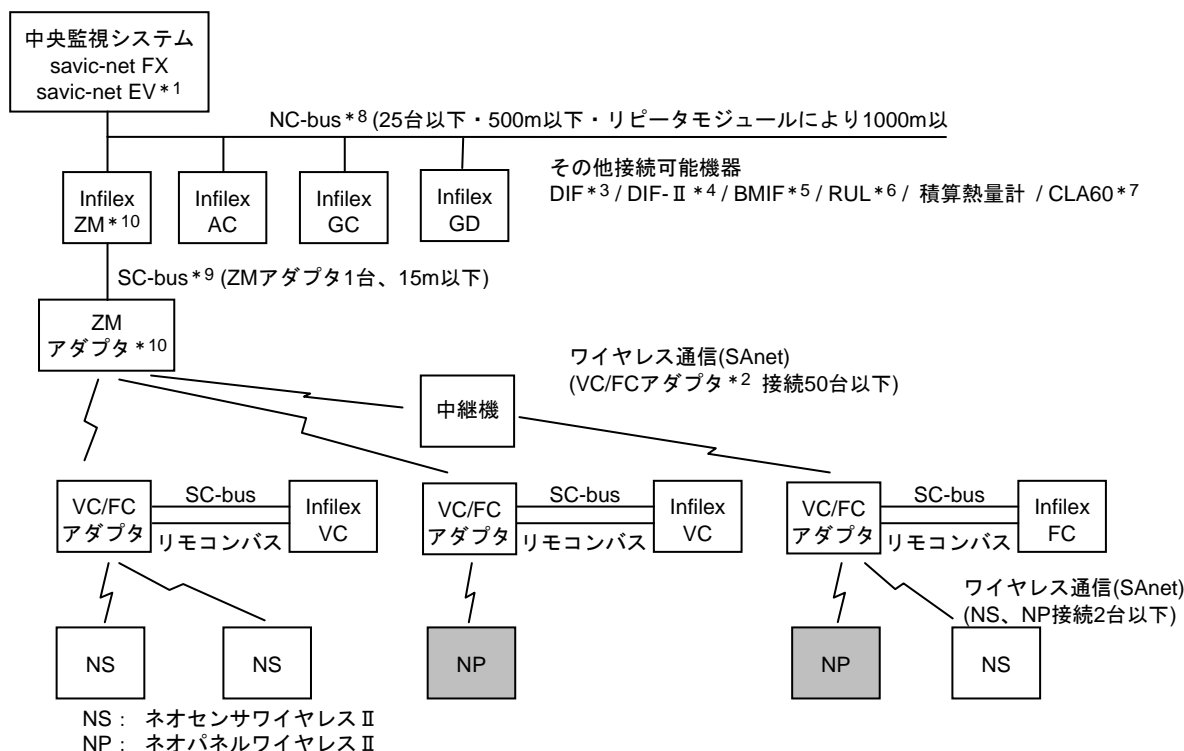 中央監視システム
savic-net FX
savic-net EV*1
NC-bus*8 (25台以下・500m以下・リピータモジュールにより1000m以
その他接続可能機器
DIF*3 / DIF-Ⅱ*4 / BMIF*5 / RUL*6 / 積算熱量計 / CLA60*7
Infilex
ZM*10
Infilex
AC
Infilex
GC
Infilex
GD
SC-bus*9 (ZMアダプタ1台、15m以下)
ZM
アダプタ*10
ワイヤレス通信(SAnet)
(VC/FCアダプタ*2 接続50台以下)
中継機
VC/FC
アダプタ
SC-bus
リモコンバス
Infilex
VC
VC/FC
アダプタ
SC-bus
リモコンバス
Infilex
VC
VC/FC
アダプタ
SC-bus
リモコンバス
Infilex
FC
ワイヤレス通信(SAnet)
(NS、NP接続2台以下)
NS
NS
NP
NP
NS
NS : ネオセンサワイヤレスⅡ
NP : ネオパネルワイヤレスⅡ